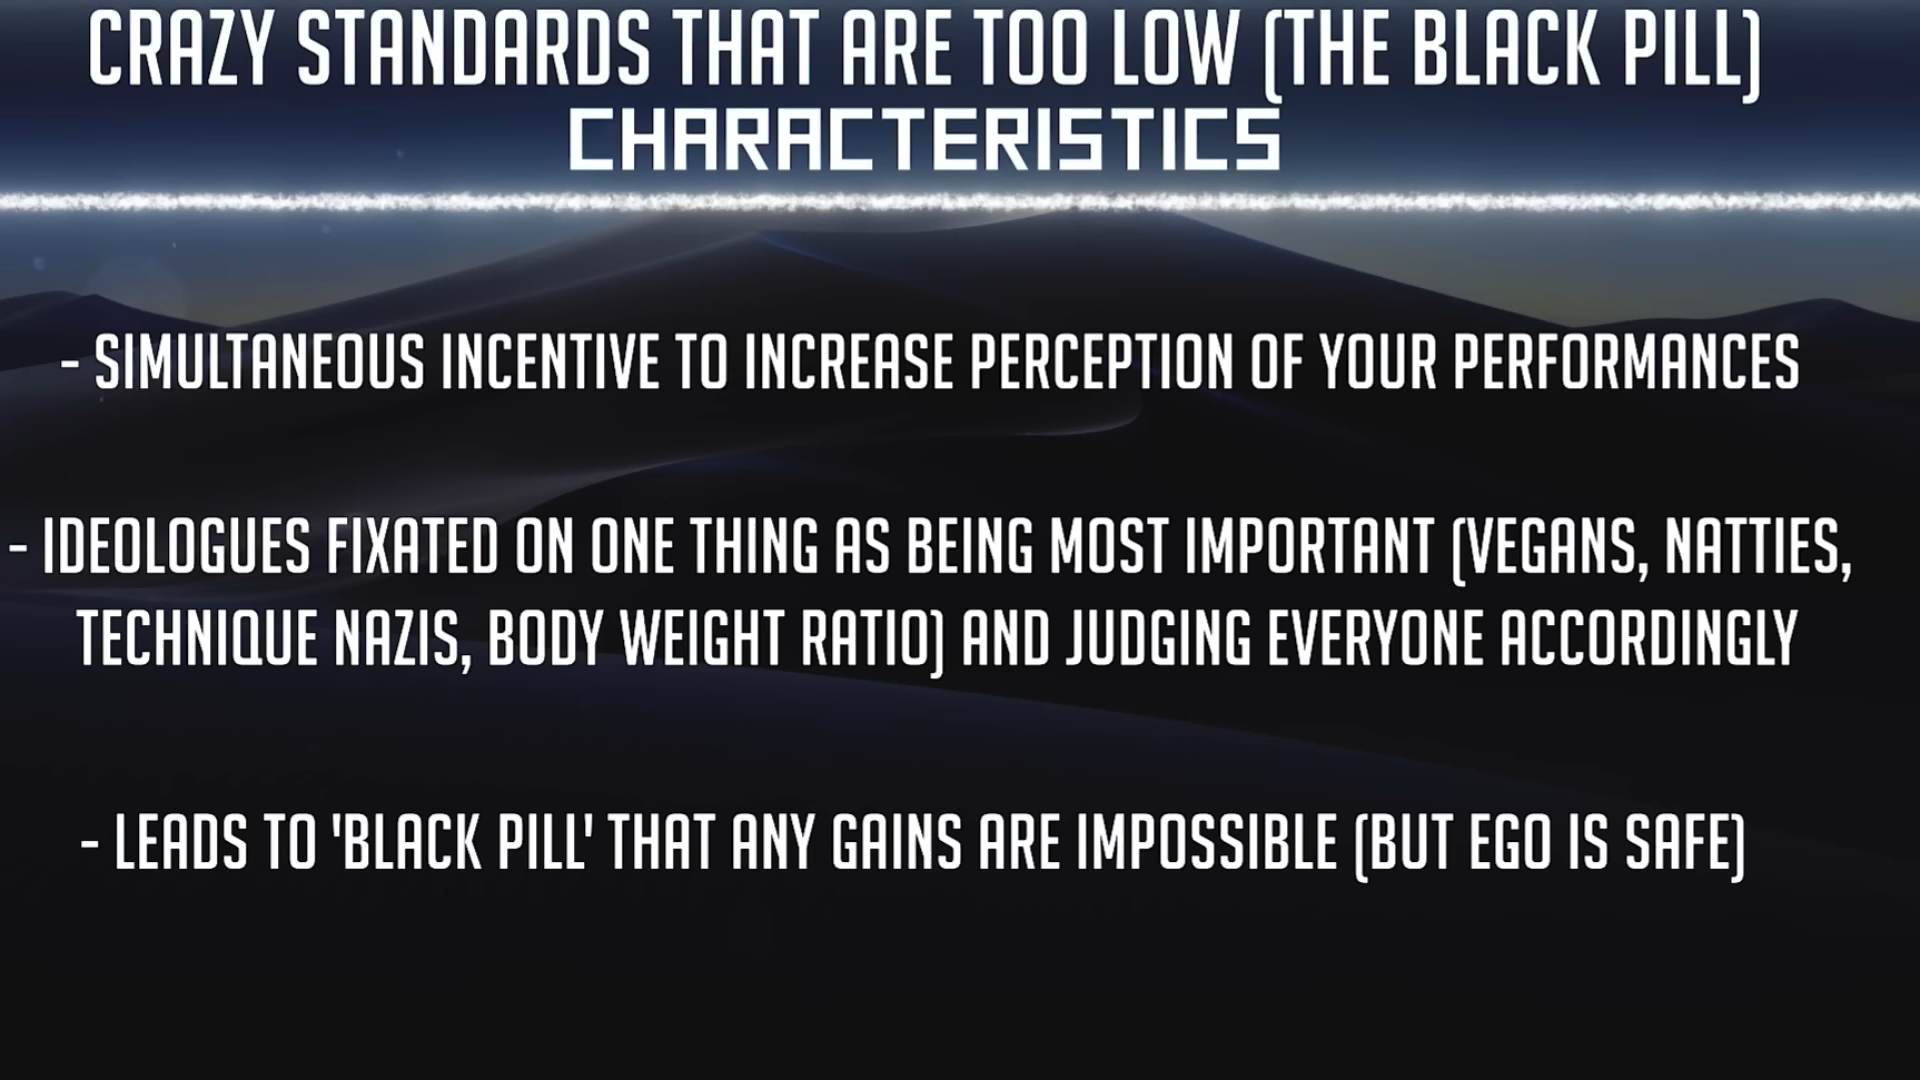 CRAZY STANDARDS THAT ARE TOO LOW (THE BLACK PILL)
CHARACTERISTICS
- SIMULTANEOUS INCENTIVE TO INCREASE PERCEPTION OF YOUR PERFORMANCES
- IDEOLOGUES FIXATED ON ONE THING AS BEING MOST IMPORTANT (VEGANS, NATTIES,
TECHNIQUE NAZIS, BODY WEIGHT RATIO) AND JUDGING EVERYONE ACCORDINGLY
- LEADS TO 'BLACK PILL' THAT ANY GAINS ARE IMPOSSIBLE (BUT EGO IS SAFE)